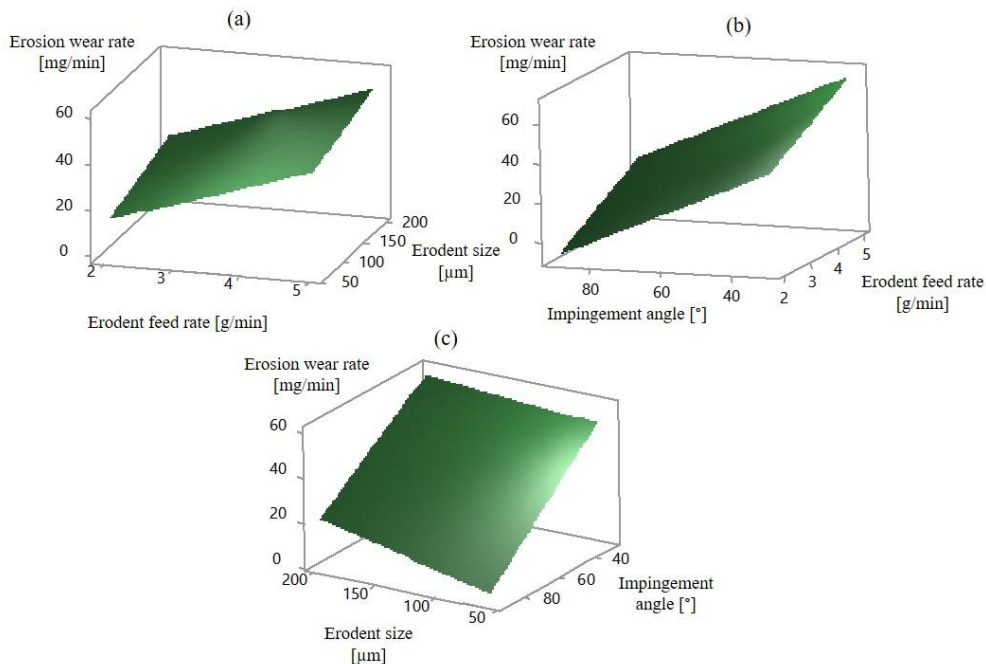 (a)
Erosion wear rate
[mg/min]
60
40
20
0
2
3
4
5
50
100
150
200
Erodent size
[µm]
Erodent feed rate [g/min]
(b)
Erosion wear rate
[mg/min]
60
40
20
0
80
60
40
2
3
4
5
Impingement angle [°]
Erodent feed rate
[g/min]
(c)
Erosion wear rate
[mg/min]
60
40
20
0
200
150
100
50
80
60
40
Impingement
angle [°]
Erodent size
[µm]